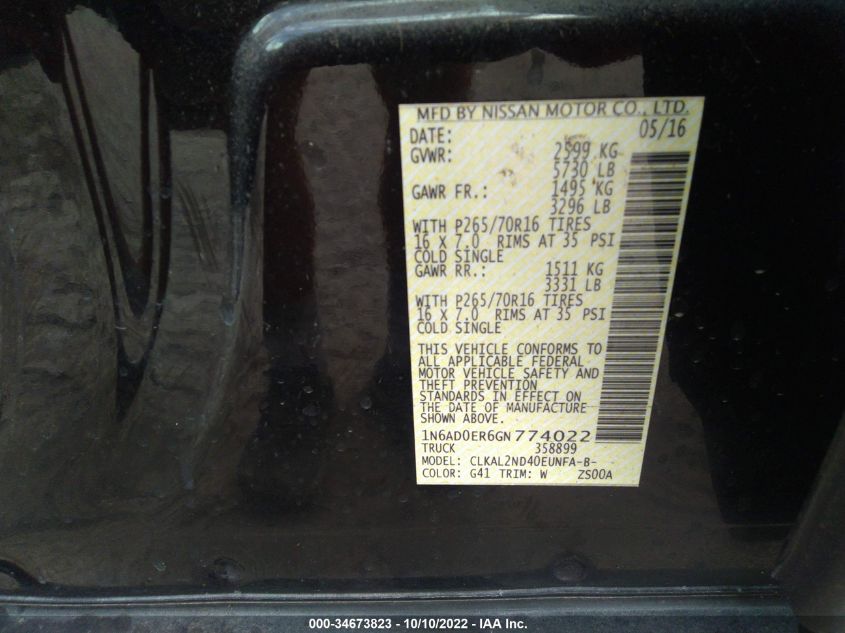 MFD BY NISSAN MOTOR CO., LTD.
DATE: 05/16
GVWR: 2599 KG
5730 LB
GAWR FR.: 1495 KG
3296 LB
WITH P265/70R16 TIRES
16 X 7.0 RIMS AT 35 PSI
COLD SINGLE
GAWR RR.: 1511 KG
3331 LB
WITH P265/70R16 TIRES
16 X 7.0 RIMS AT 35 PSI
COLD SINGLE
THIS VEHICLE CONFORMS TO
ALL APPLICABLE FEDERAL
MOTOR VEHICLE SAFETY AND
THEFT PREVENTION
STANDARDS IN EFFECT ON
THE DATE OF MANUFACTURE
SHOWN ABOVE.
1N6AD0ER6GN774022
TRUCK 358899
MODEL: CLKAL2ND40EUNFA-B-
COLOR: G41 TRIM: W ZS00A
000-34673823 - 10/10/2022 - IAA Inc.